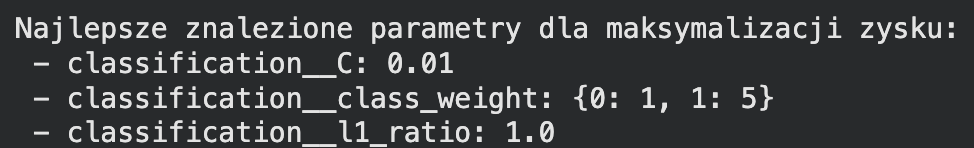 Najlepsze znalezione parametry dla maksymalizacji zysku:
- classification__C: 0.01
- classification__class_weight: {0: 1, 1: 5}
- classification__l1_ratio: 1.0